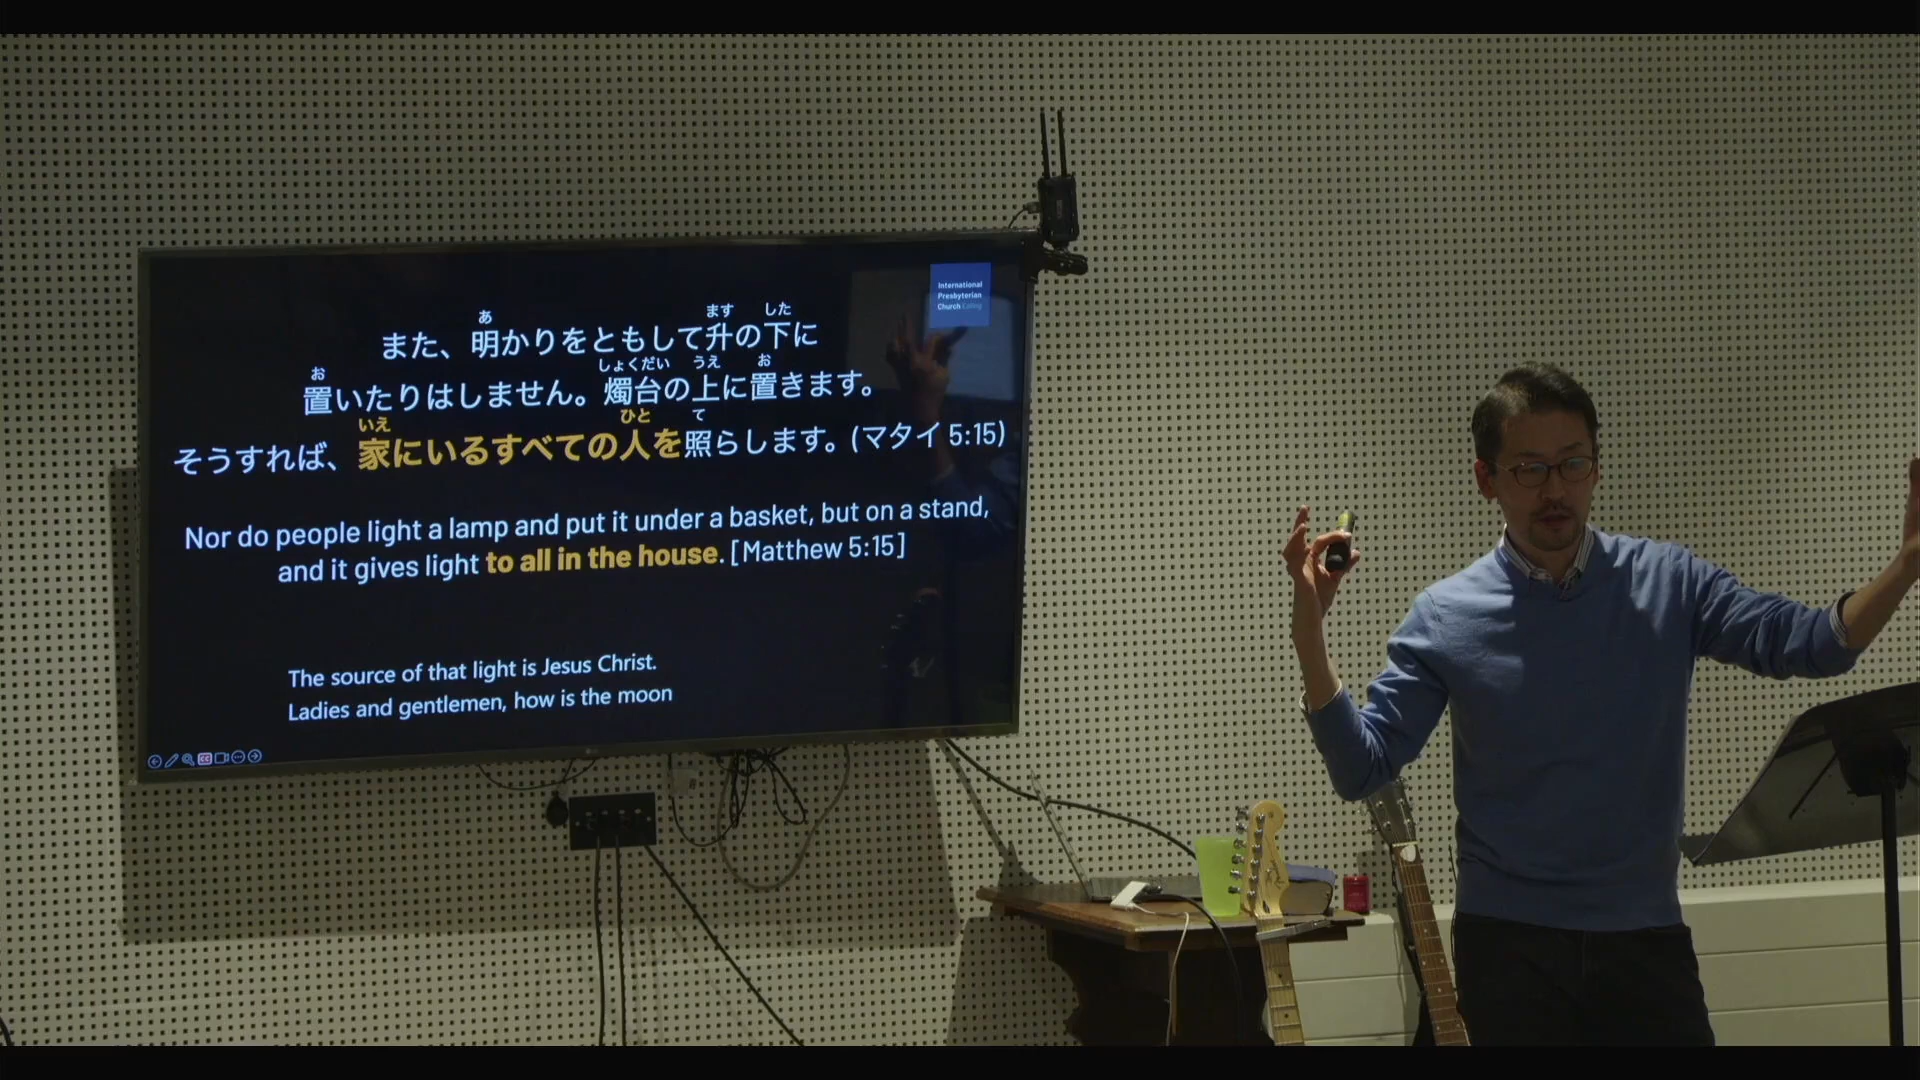 International
Presbyterian
Church Ealing
また、明かりをともして升の下に
置いたりはしません。燭台の上に置きます。
そうすれば、家にいるすべての人を照らします。(マタイ 5:15)
Nor do people light a lamp and put it under a basket, but on a stand,
and it gives light to all in the house. [Matthew 5:15]
The source of that light is Jesus Christ.
Ladies and gentlemen, how is the moon